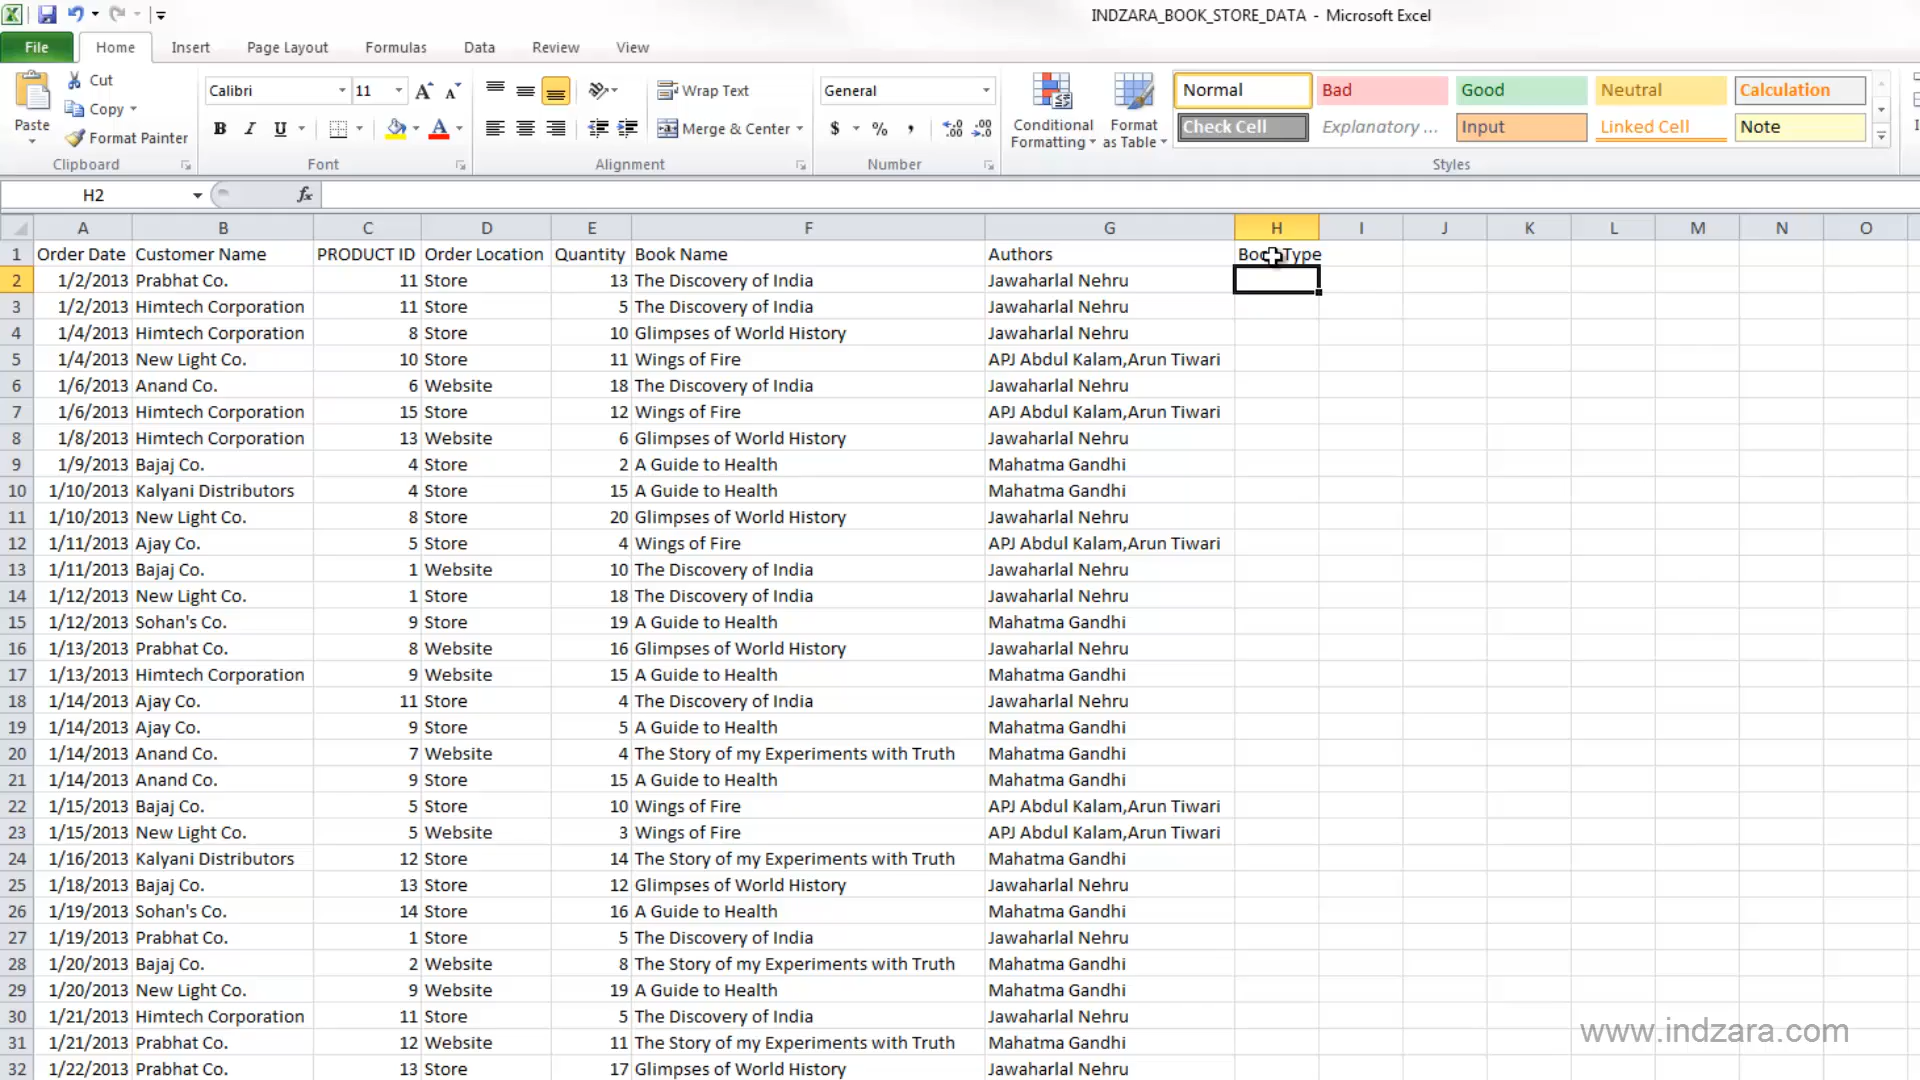 INDZARA_BOOK_STORE_DATA - Microsoft Excel
File Home Insert Page Layout Formulas Data Review View
Paste Cut Copy Format Painter
Calibri 11 B I U
Wrap Text Merge & Center
General $ % ,
Conditional Formatting Format as Table
Normal Bad Good Neutral Calculation
Check Cell Explanatory ... Input Linked Cell Note
Clipboard Font Alignment Number Styles
H2 fx
A B C D E F G H I J K L M N O
1 Order Date Customer Name PRODUCT ID Order Location Quantity Book Name Authors Book Type
2 1/2/2013 Prabhat Co. 11 Store 13 The Discovery of India Jawaharlal Nehru
3 1/2/2013 Himtech Corporation 11 Store 5 The Discovery of India Jawaharlal Nehru
4 1/4/2013 Himtech Corporation 8 Store 10 Glimpses of World History Jawaharlal Nehru
5 1/4/2013 New Light Co. 10 Store 11 Wings of Fire APJ Abdul Kalam,Arun Tiwari
6 1/6/2013 Anand Co. 6 Website 18 The Discovery of India Jawaharlal Nehru
7 1/6/2013 Himtech Corporation 15 Store 12 Wings of Fire APJ Abdul Kalam,Arun Tiwari
8 1/8/2013 Himtech Corporation 13 Website 6 Glimpses of World History Jawaharlal Nehru
9 1/9/2013 Bajaj Co. 4 Store 2 A Guide to Health Mahatma Gandhi
10 1/10/2013 Kalyani Distributors 4 Store 15 A Guide to Health Mahatma Gandhi
11 1/10/2013 New Light Co. 8 Store 20 Glimpses of World History Jawaharlal Nehru
12 1/11/2013 Ajay Co. 5 Store 4 Wings of Fire APJ Abdul Kalam,Arun Tiwari
13 1/11/2013 Bajaj Co. 1 Website 10 The Discovery of India Jawaharlal Nehru
14 1/12/2013 New Light Co. 1 Store 18 The Discovery of India Jawaharlal Nehru
15 1/12/2013 Sohan's Co. 9 Store 19 A Guide to Health Mahatma Gandhi
16 1/13/2013 Prabhat Co. 8 Website 16 Glimpses of World History Jawaharlal Nehru
17 1/13/2013 Himtech Corporation 9 Website 15 A Guide to Health Mahatma Gandhi
18 1/14/2013 Ajay Co. 11 Store 4 The Discovery of India Jawaharlal Nehru
19 1/14/2013 Ajay Co. 9 Store 5 A Guide to Health Mahatma Gandhi
20 1/14/2013 Anand Co. 7 Website 4 The Story of my Experiments with Truth Mahatma Gandhi
21 1/14/2013 Anand Co. 9 Store 15 A Guide to Health Mahatma Gandhi
22 1/15/2013 Bajaj Co. 5 Store 10 Wings of Fire APJ Abdul Kalam,Arun Tiwari
23 1/15/2013 New Light Co. 5 Website 3 Wings of Fire APJ Abdul Kalam,Arun Tiwari
24 1/16/2013 Kalyani Distributors 12 Store 14 The Story of my Experiments with Truth Mahatma Gandhi
25 1/18/2013 Bajaj Co. 13 Store 12 Glimpses of World History Jawaharlal Nehru
26 1/19/2013 Sohan's Co. 14 Store 16 A Guide to Health Mahatma Gandhi
27 1/19/2013 Prabhat Co. 1 Store 5 The Discovery of India Jawaharlal Nehru
28 1/20/2013 Bajaj Co. 2 Website 8 The Story of my Experiments with Truth Mahatma Gandhi
29 1/20/2013 New Light Co. 9 Website 19 A Guide to Health Mahatma Gandhi
30 1/21/2013 Himtech Corporation 11 Store 5 The Discovery of India Jawaharlal Nehru
31 1/21/2013 Prabhat Co. 12 Website 11 The Story of my Experiments with Truth Mahatma Gandhi
32 1/22/2013 Prabhat Co. 13 Store 17 Glimpses of World History Jawaharlal Nehru
www.indzara.com